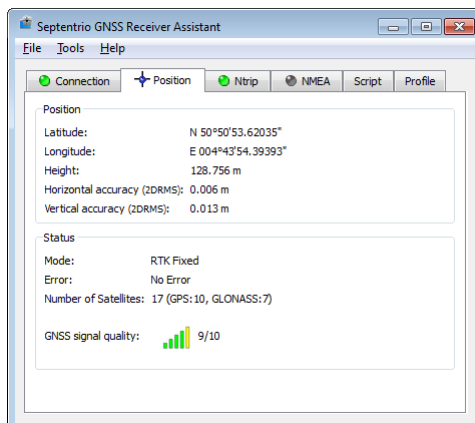 Septentrio GNSS Receiver Assistant
File Tools Help
Connection Position Ntrip NMEA Script Profile
Position
Latitude: N 50°50'53.62035"
Longitude: E 004°43'54.39393"
Height: 128.756 m
Horizontal accuracy (2DRMS): 0.006 m
Vertical accuracy (2DRMS): 0.013 m
Status
Mode: RTK Fixed
Error: No Error
Number of Satellites: 17 (GPS:10, GLONASS:7)
GNSS signal quality: 9/10